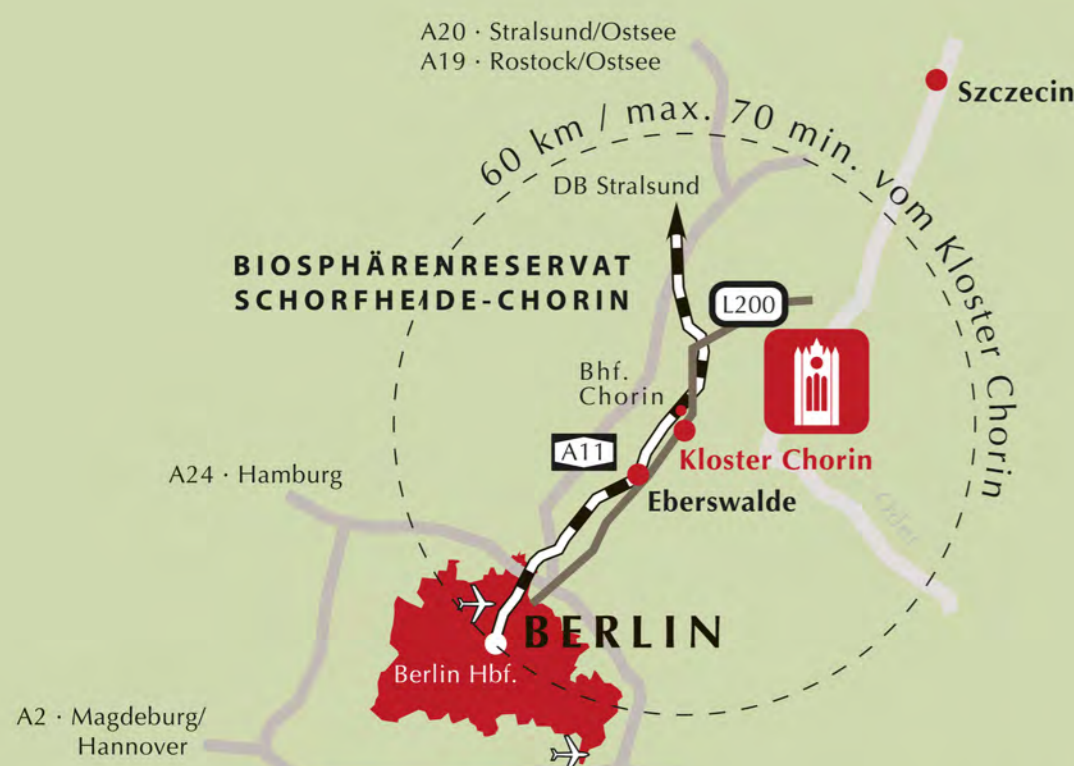 A20 · Stralsund/Ostsee
A19 · Rostock/Ostsee
Szczecin
60 km / max. 70 min. vom Kloster Chorin
DB Stralsund
BIOSPHÄRENRESERVAT
SCHORFHEIDE-CHORIN
L200
Bhf.
Chorin
A11
Kloster Chorin
A24 · Hamburg
Eberswalde
Oder
BERLIN
Berlin Hbf.
A2 · Magdeburg/
Hannover